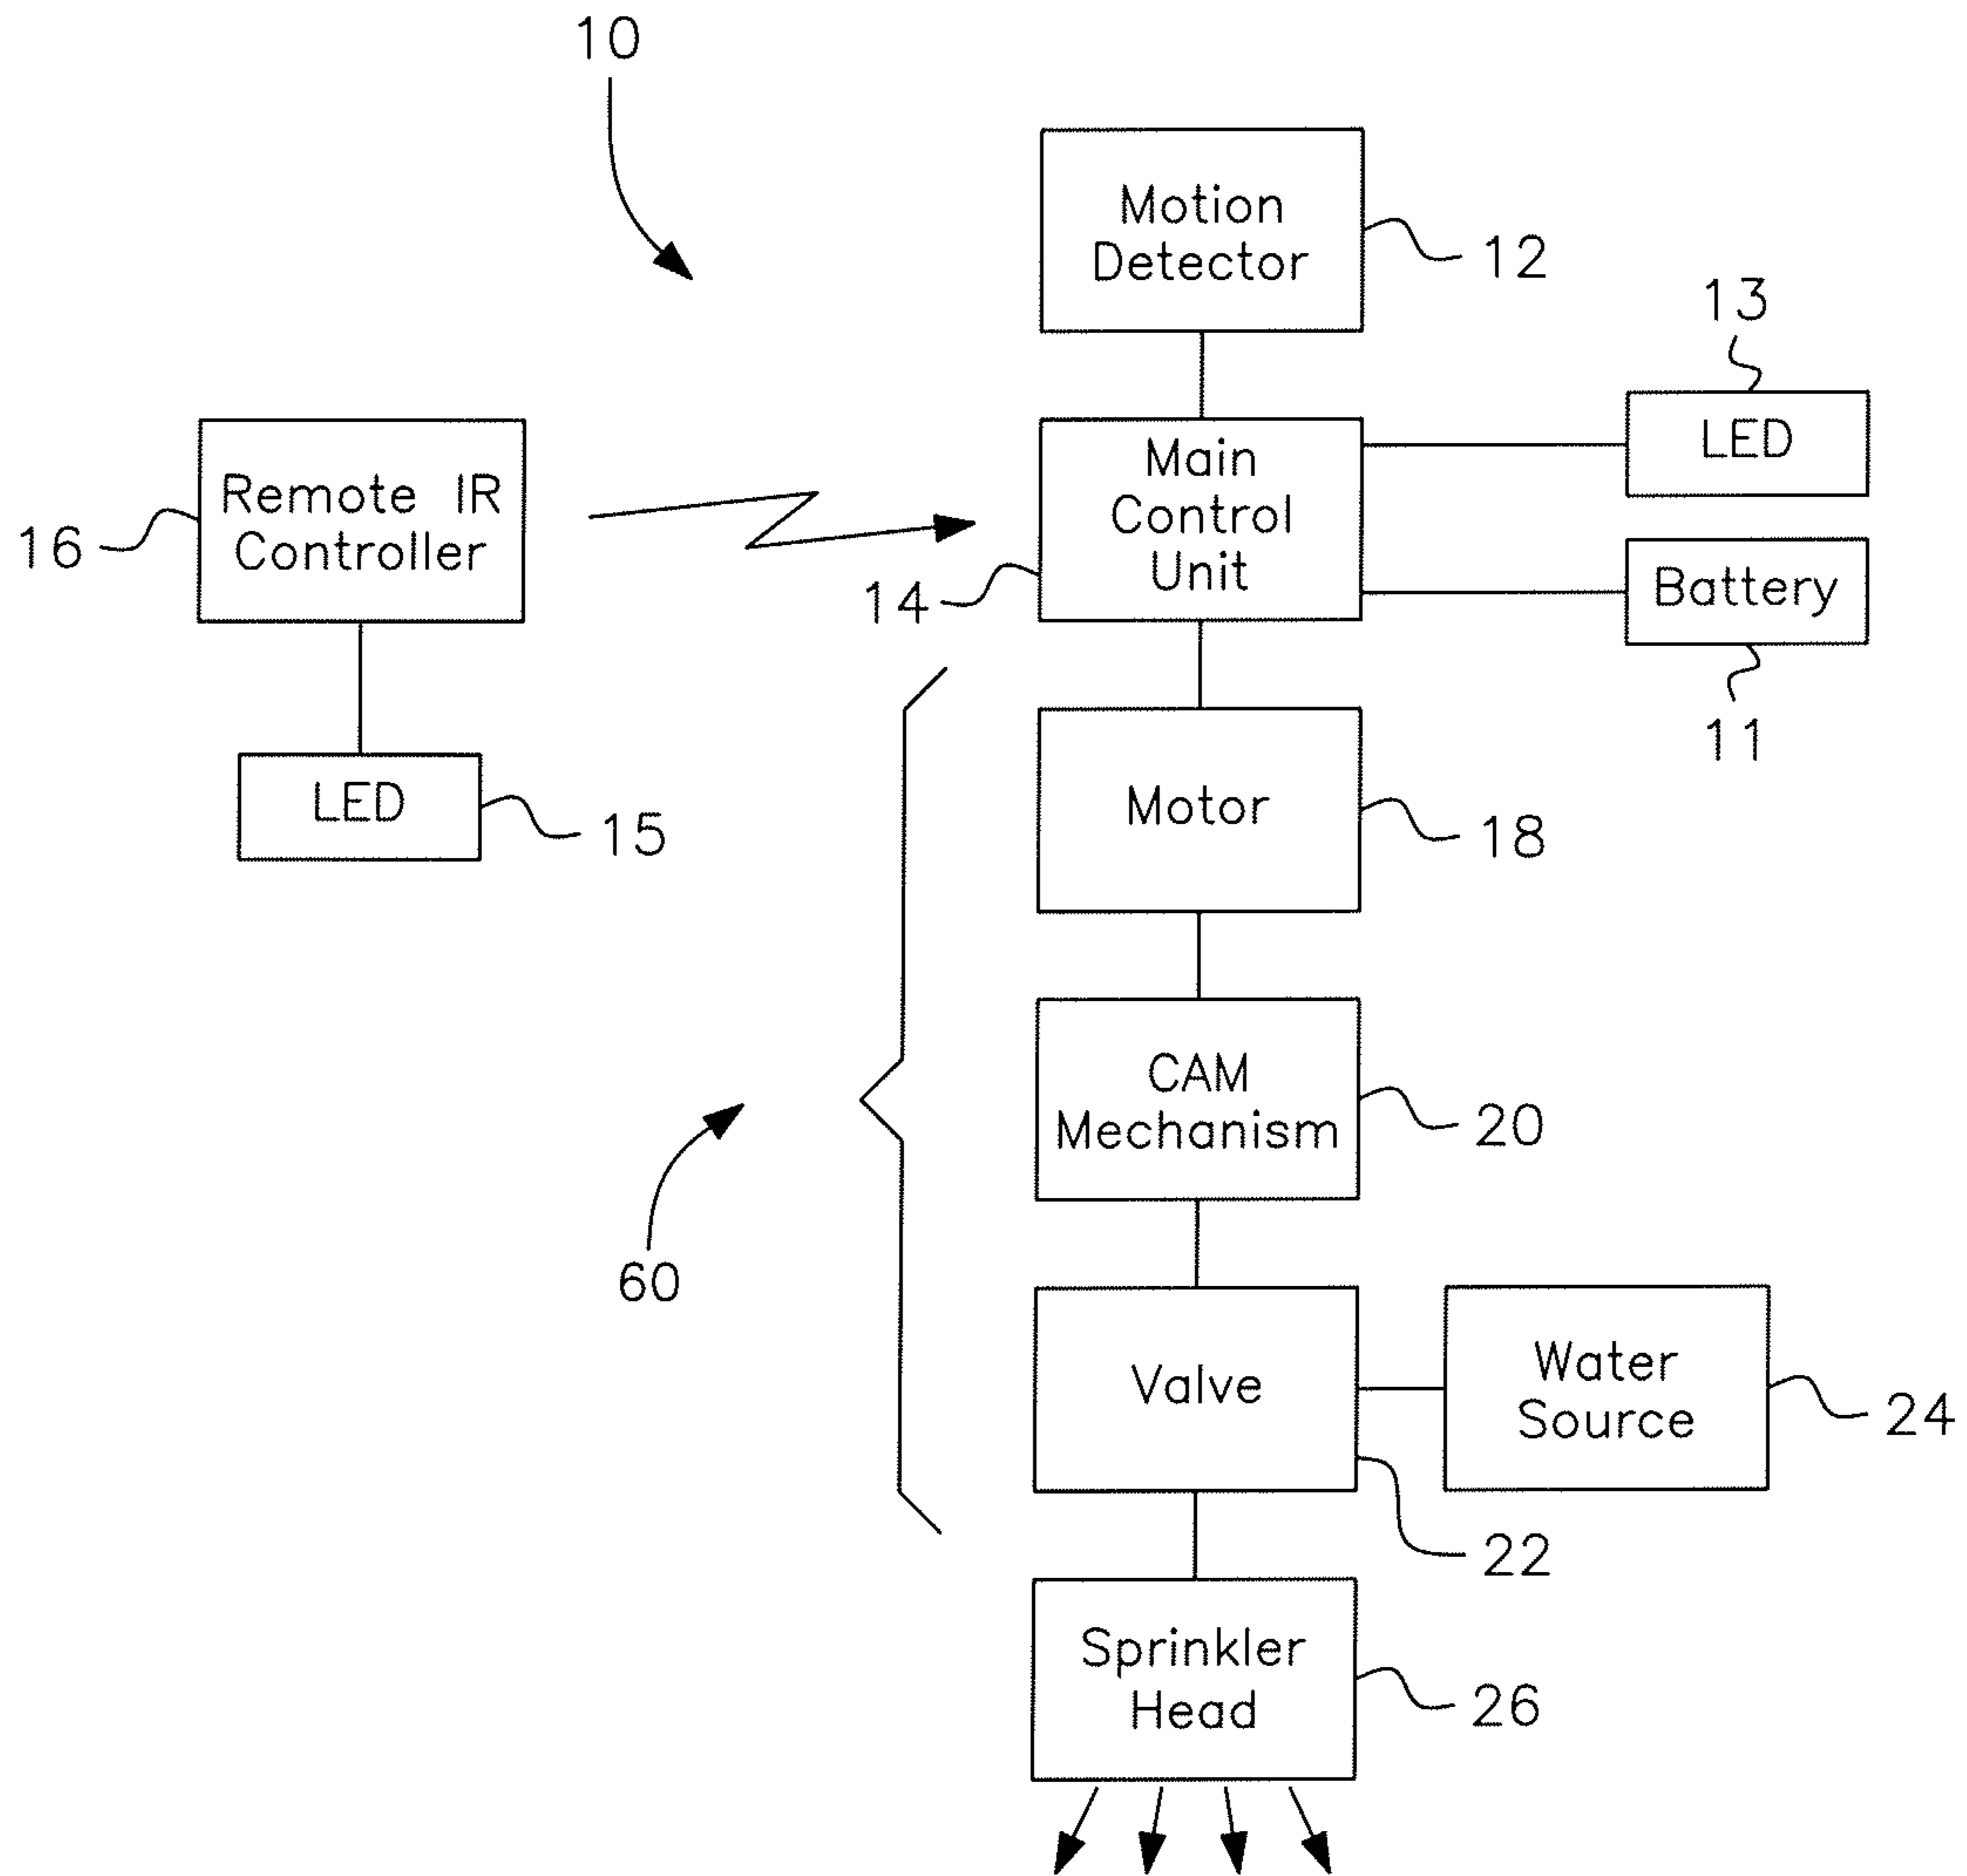 10
Motion
Detector
12
13
LED
Remote IR
Controller
16
Main
Control
Unit
14
Battery
11
LED
15
Motor
18
CAM
Mechanism
20
60
Valve
22
Water
Source
24
Sprinkler
Head
26